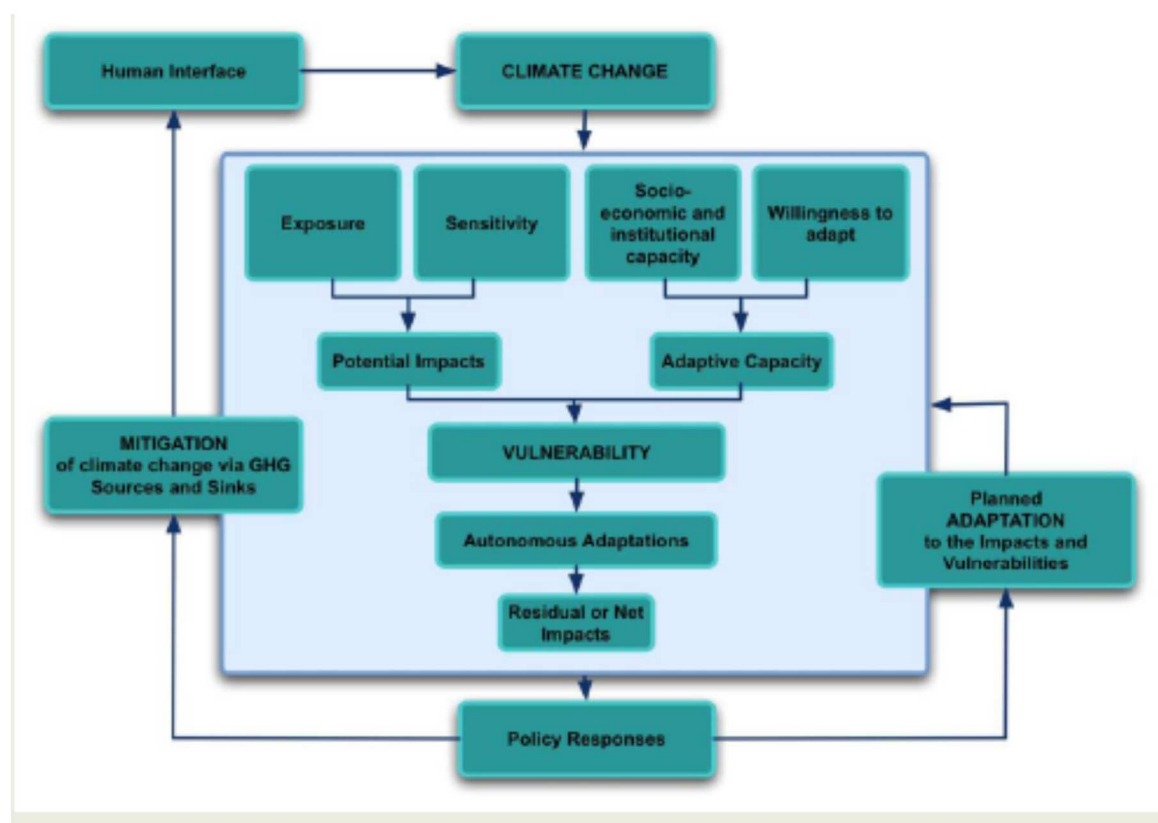 Human Interface
CLIMATE CHANGE
Exposure
Sensitivity
Socio-
economic and
institutional
capacity
Willingness to
adapt
Potential Impacts
Adaptive Capacity
MITIGATION
of climate change via GHG
Sources and Sinks
VULNERABILITY
Planned
ADAPTATION
to the Impacts and
Vulnerabilities
Autonomous Adaptations
Residual or Net
Impacts
Policy Responses